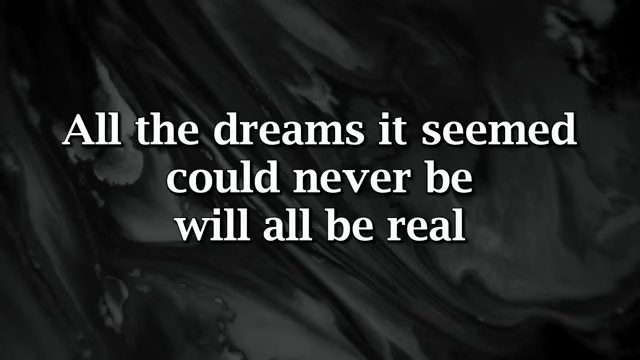 All the dreams it seemed
could never be
will all be real